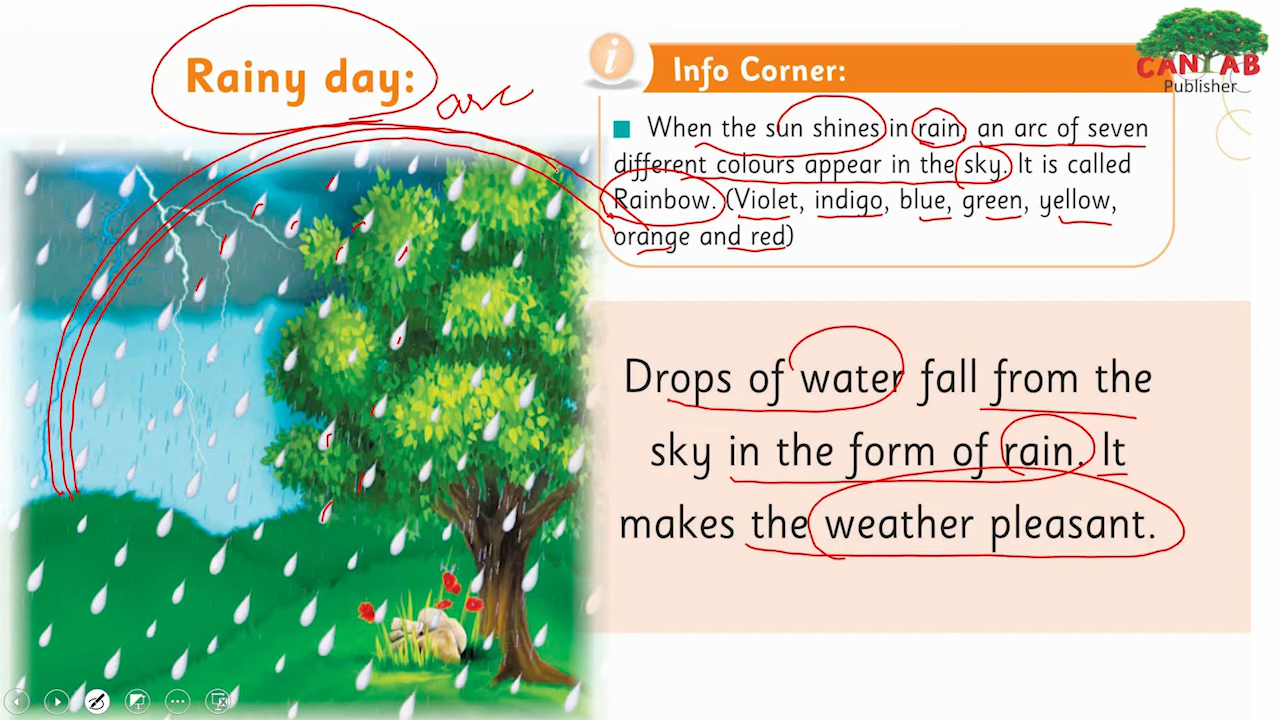 Rainy day:
arc
i
Info Corner:
CANTAB
Publisher
When the sun shines in rain, an arc of seven
different colours appear in the sky. It is called
Rainbow. (Violet, indigo, blue, green, yellow,
orange and red)
Drops of water fall from the
sky in the form of rain. It
makes the weather pleasant.